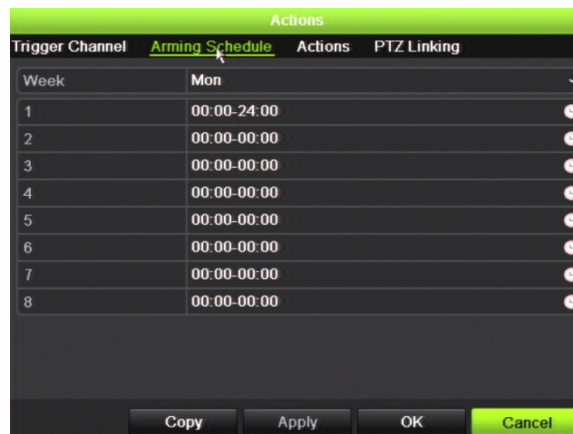 Actions
Trigger Channel Arming Schedule Actions PTZ Linking
Week Mon
1 00:00-24:00
2 00:00-00:00
3 00:00-00:00
4 00:00-00:00
5 00:00-00:00
6 00:00-00:00
7 00:00-00:00
8 00:00-00:00
Copy Apply OK Cancel